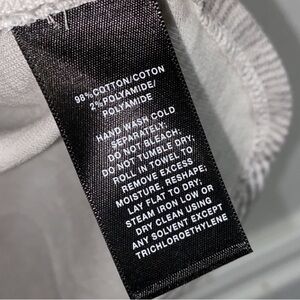 98% COTTON/COTON
2% POLYAMIDE/
POLYAMIDE
HAND WASH COLD
SEPARATELY.
DO NOT BLEACH.
DO NOT TUMBLE DRY;
ROLL IN TOWEL TO
REMOVE EXCESS
MOISTURE, RESHAPE,
LAY FLAT TO DRY.
STEAM IRON LOW OR
DRY CLEAN USING
ANY SOLVENT EXCEPT
TRICHLOROETHYLENE